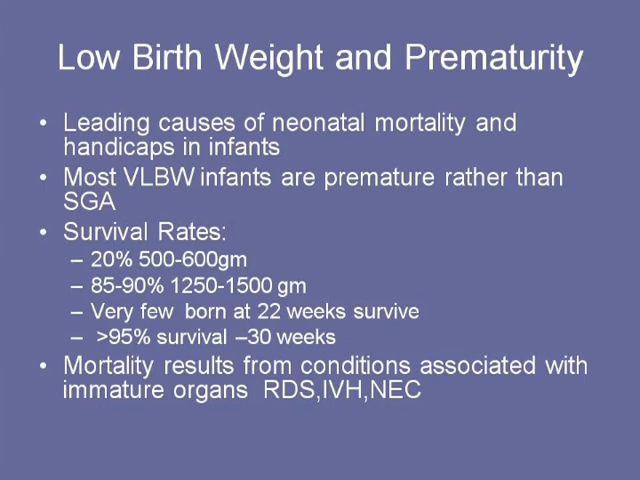 Low Birth Weight and Prematurity
• Leading causes of neonatal mortality and
handicaps in infants
• Most VLBW infants are premature rather than
SGA
• Survival Rates:
– 20% 500-600gm
– 85-90% 1250-1500 gm
– Very few born at 22 weeks survive
– >95% survival –30 weeks
• Mortality results from conditions associated with
immature organs RDS,IVH,NEC